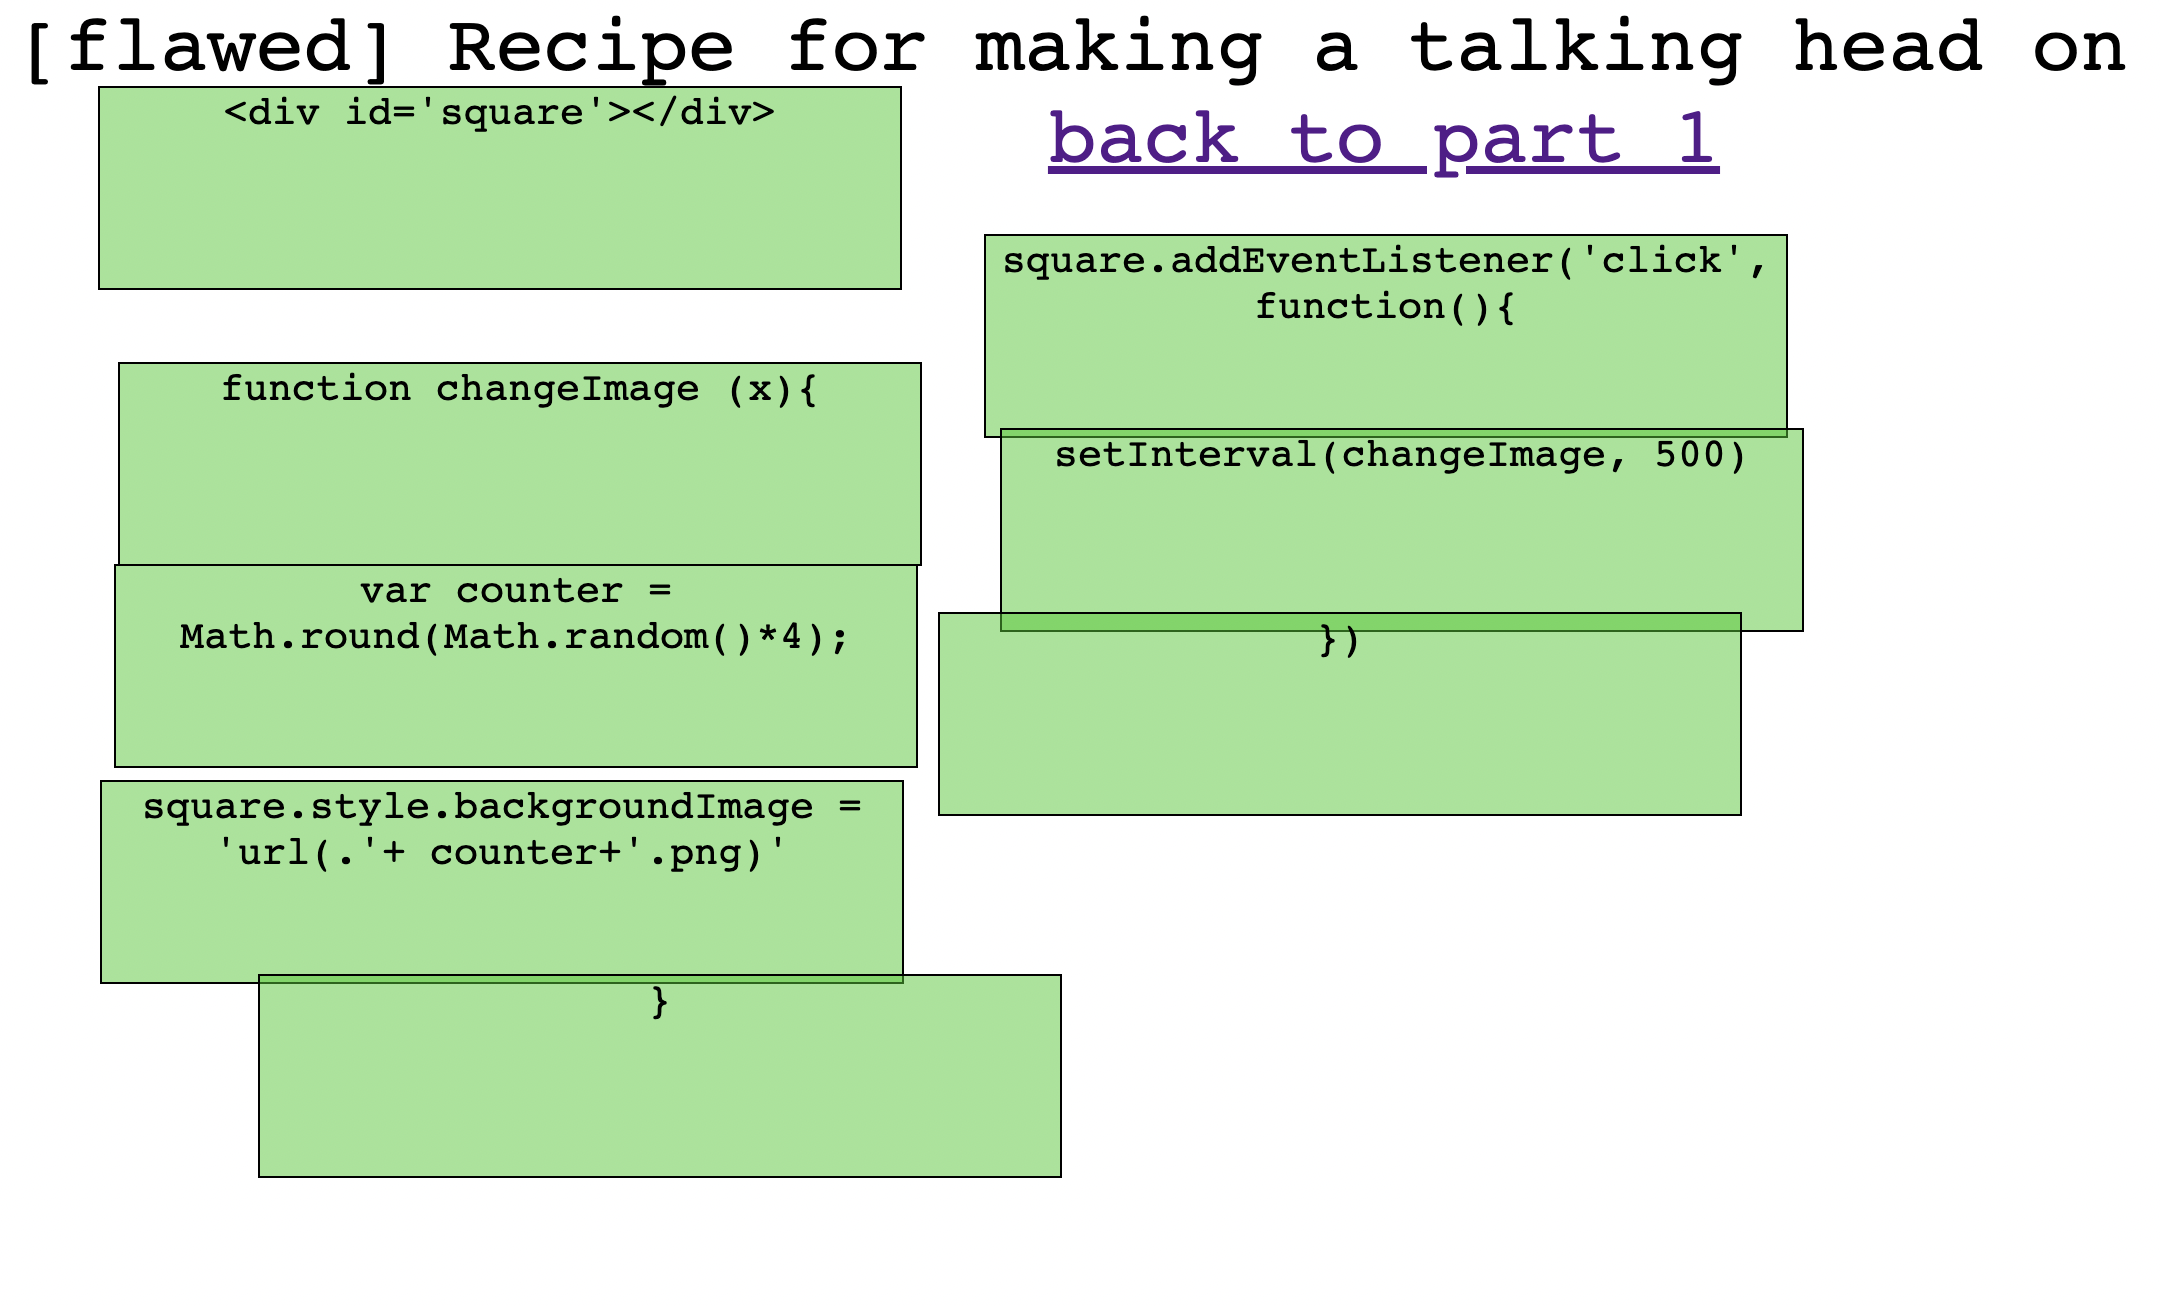 [flawed] Recipe for making a talking head on
back to part 1
<div id='square'></div>
function changeImage (x){
var counter =
Math.round(Math.random()*4);
square.style.backgroundImage =
'url(.'+ counter+'.png)'
}
square.addEventListener('click',
function(){
setInterval(changeImage, 500)
})